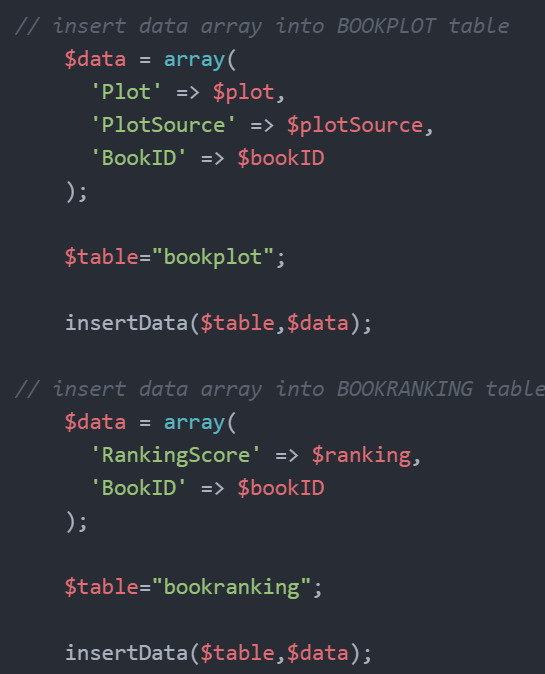 // insert data array into BOOKPLOT table
$data = array(
'Plot' => $plot,
'PlotSource' => $plotSource,
'BookID' => $bookID
);
$table="bookplot";
insertData($table,$data);
// insert data array into BOOKRANKING table
$data = array(
'RankingScore' => $ranking,
'BookID' => $bookID
);
$table="bookranking";
insertData($table,$data);